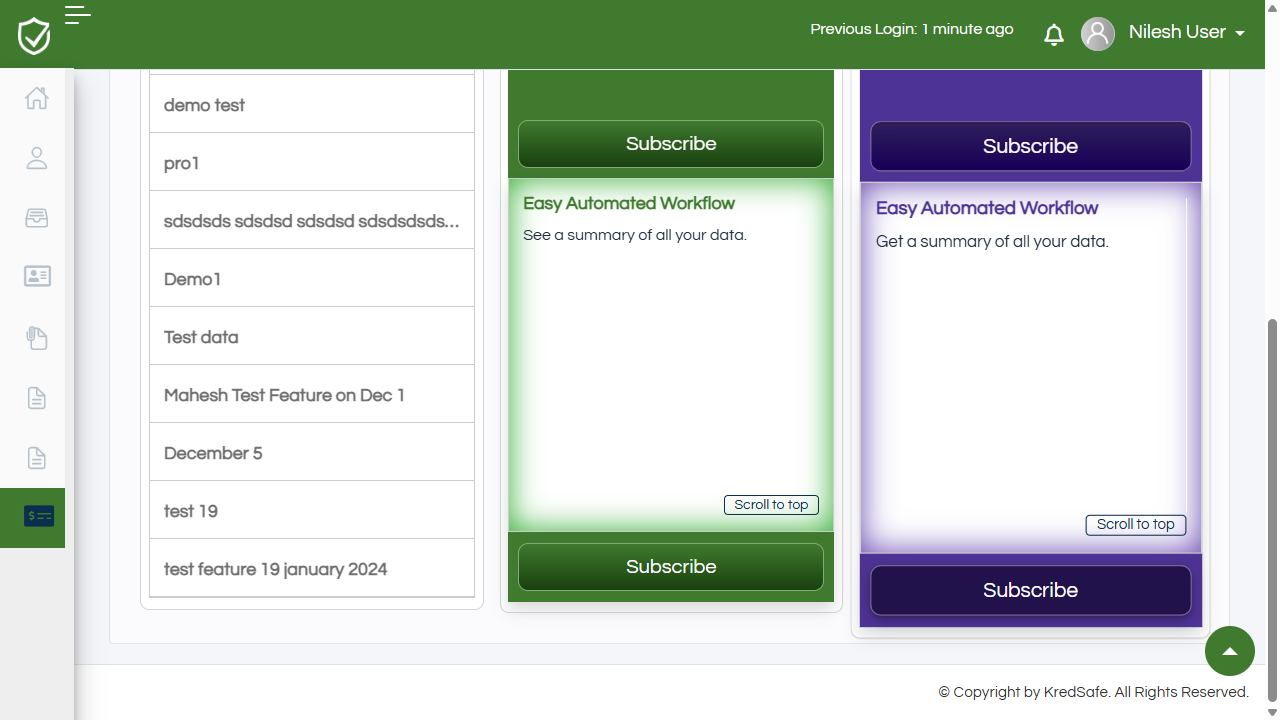 Previous Login: 1 minute ago
Nilesh User
demo test
pro1
sdsdsds sdsdsd sdsdsd sdsdsdsds...
Demo1
Test data
Mahesh Test Feature on Dec 1
December 5
test 19
test feature 19 january 2024
Subscribe
Easy Automated Workflow
See a summary of all your data.
Scroll to top
Subscribe
Subscribe
Easy Automated Workflow
Get a summary of all your data.
Scroll to top
Subscribe
© Copyright by KredSafe. All Rights Reserved.